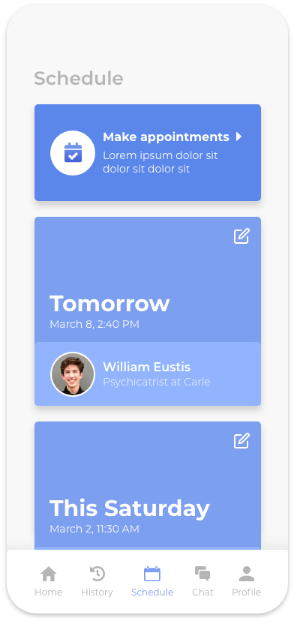 Schedule
Make appointments
Lorem ipsum dolor sit
dolor sit dolor sit
Tomorrow
March 8, 2:40 PM
William Eustis
Psychicatrist at Carle
This Saturday
March 2, 11:30 AM
Home
History
Schedule
Chat
Profile